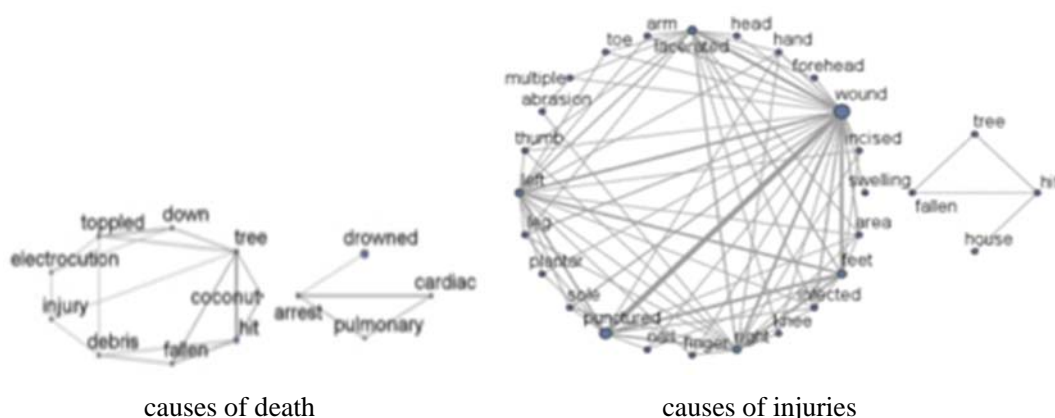 toppled
down
tree
electrocution
injury
coconut
hit
debris
fallen
drowned
cardiac
arrest
pulmonary
causes of death
arm
head
toe
lacerated
hand
forehead
multiple
wound
abrasion
thumb
incised
left
swelling
leg
area
plantar
feet
sole
infected
punctured
knee
finger
right
tree
hit
fallen
house
causes of injuries